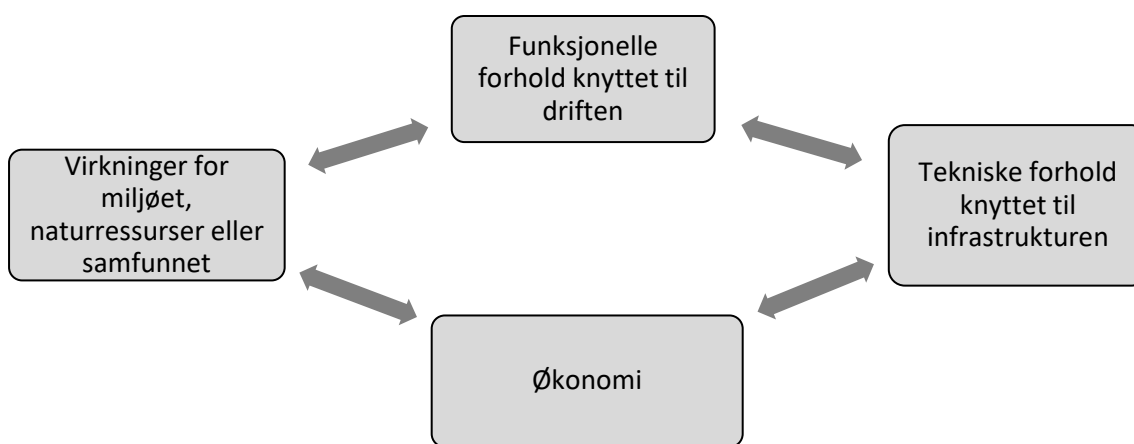 Funksjonelle
forhold knyttet til
driften
Virkninger for
miljøet,
naturressurser eller
samfunnet
Tekniske forhold
knyttet til
infrastrukturen
Økonomi